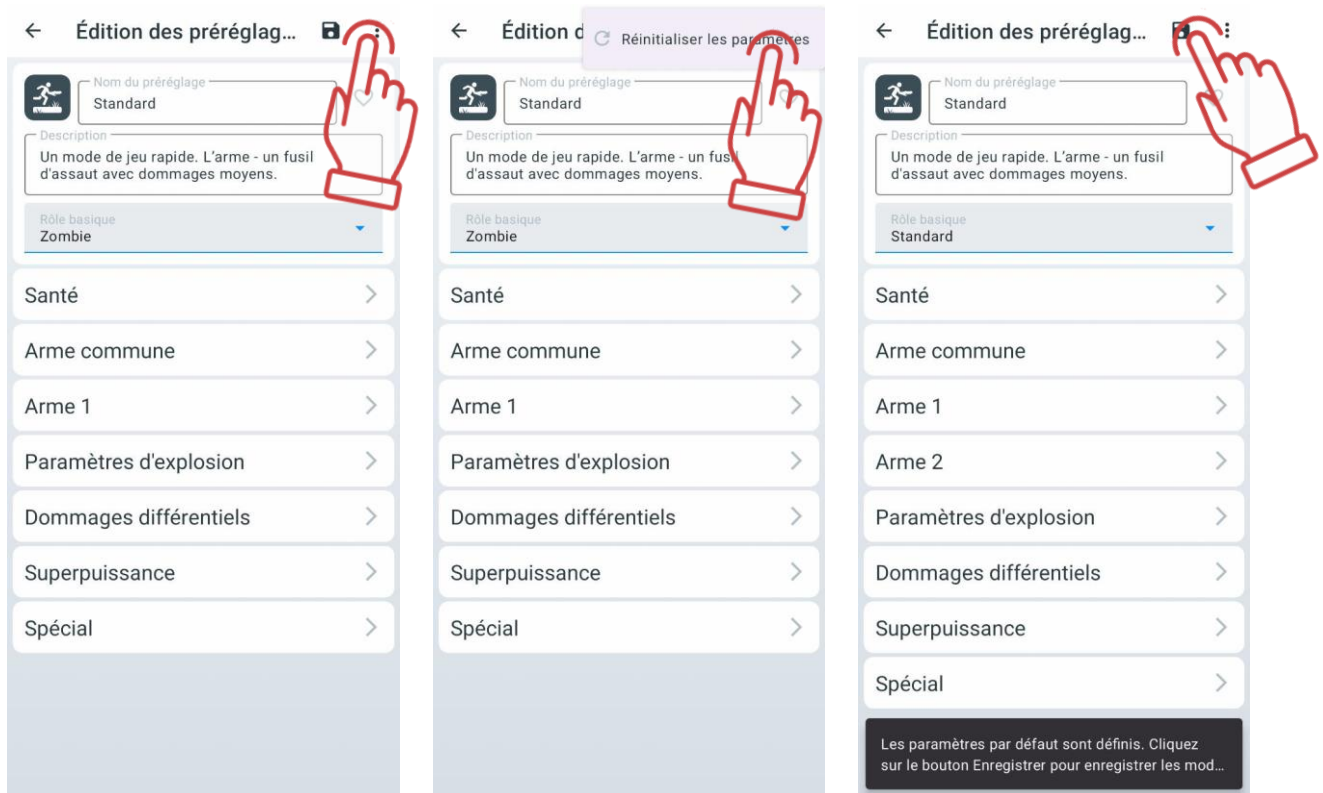 Édition des préréglag...
Nom du préréglage
Standard
Description
Un mode de jeu rapide. L'arme - un fusil
d'assaut avec dommages moyens.
Rôle basique
Zombie
Santé
Arme commune
Arme 1
Paramètres d'explosion
Dommages différentiels
Superpuissance
Spécial
Édition d
Réinitialiser les paramètres
Nom du préréglage
Standard
Description
Un mode de jeu rapide. L'arme - un fusil
d'assaut avec dommages moyens.
Rôle basique
Zombie
Santé
Arme commune
Arme 1
Paramètres d'explosion
Dommages différentiels
Superpuissance
Spécial
Édition des préréglag...
Nom du préréglage
Standard
Description
Un mode de jeu rapide. L'arme - un fusil
d'assaut avec dommages moyens.
Rôle basique
Standard
Santé
Arme commune
Arme 1
Arme 2
Paramètres d'explosion
Dommages différentiels
Superpuissance
Spécial
Les paramètres par défaut sont définis. Cliquez
sur le bouton Enregistrer pour enregistrer les mod...